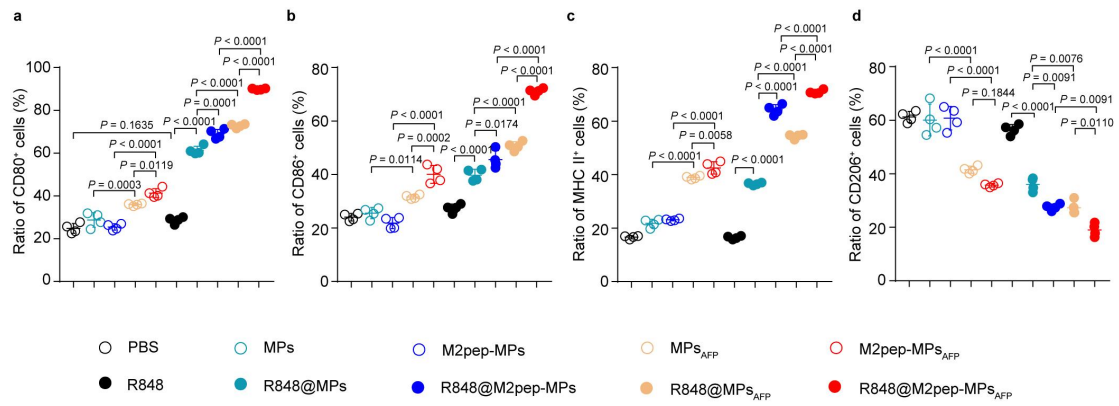 a
Ratio of CD80⁺ cells (%)
100
80
60
40
20
0
P = 0.0003
P = 0.0119
P < 0.0001
P = 0.1635
P < 0.0001
P = 0.0001
P < 0.0001
P < 0.0001
P < 0.0001
b
Ratio of CD86⁺ cells (%)
80
60
40
20
0
P = 0.0114
P = 0.0002
P < 0.0001
P < 0.0001
P = 0.0174
P < 0.0001
P < 0.0001
P < 0.0001
c
Ratio of MHC II⁺ cells (%)
80
60
40
20
0
P < 0.0001
P = 0.0058
P < 0.0001
P < 0.0001
P < 0.0001
P < 0.0001
P < 0.0001
P < 0.0001
d
Ratio of CD206⁺ cells (%)
80
60
40
20
0
P < 0.0001
P < 0.0001
P = 0.1844
P < 0.0001
P = 0.0076
P = 0.0091
P = 0.0091
P = 0.0110
PBS
MPs
M2pep-MPs
MPs_AFP
M2pep-MPs_AFP
R848
R848@MPs
R848@M2pep-MPs
R848@MPs_AFP
R848@M2pep-MPs_AFP